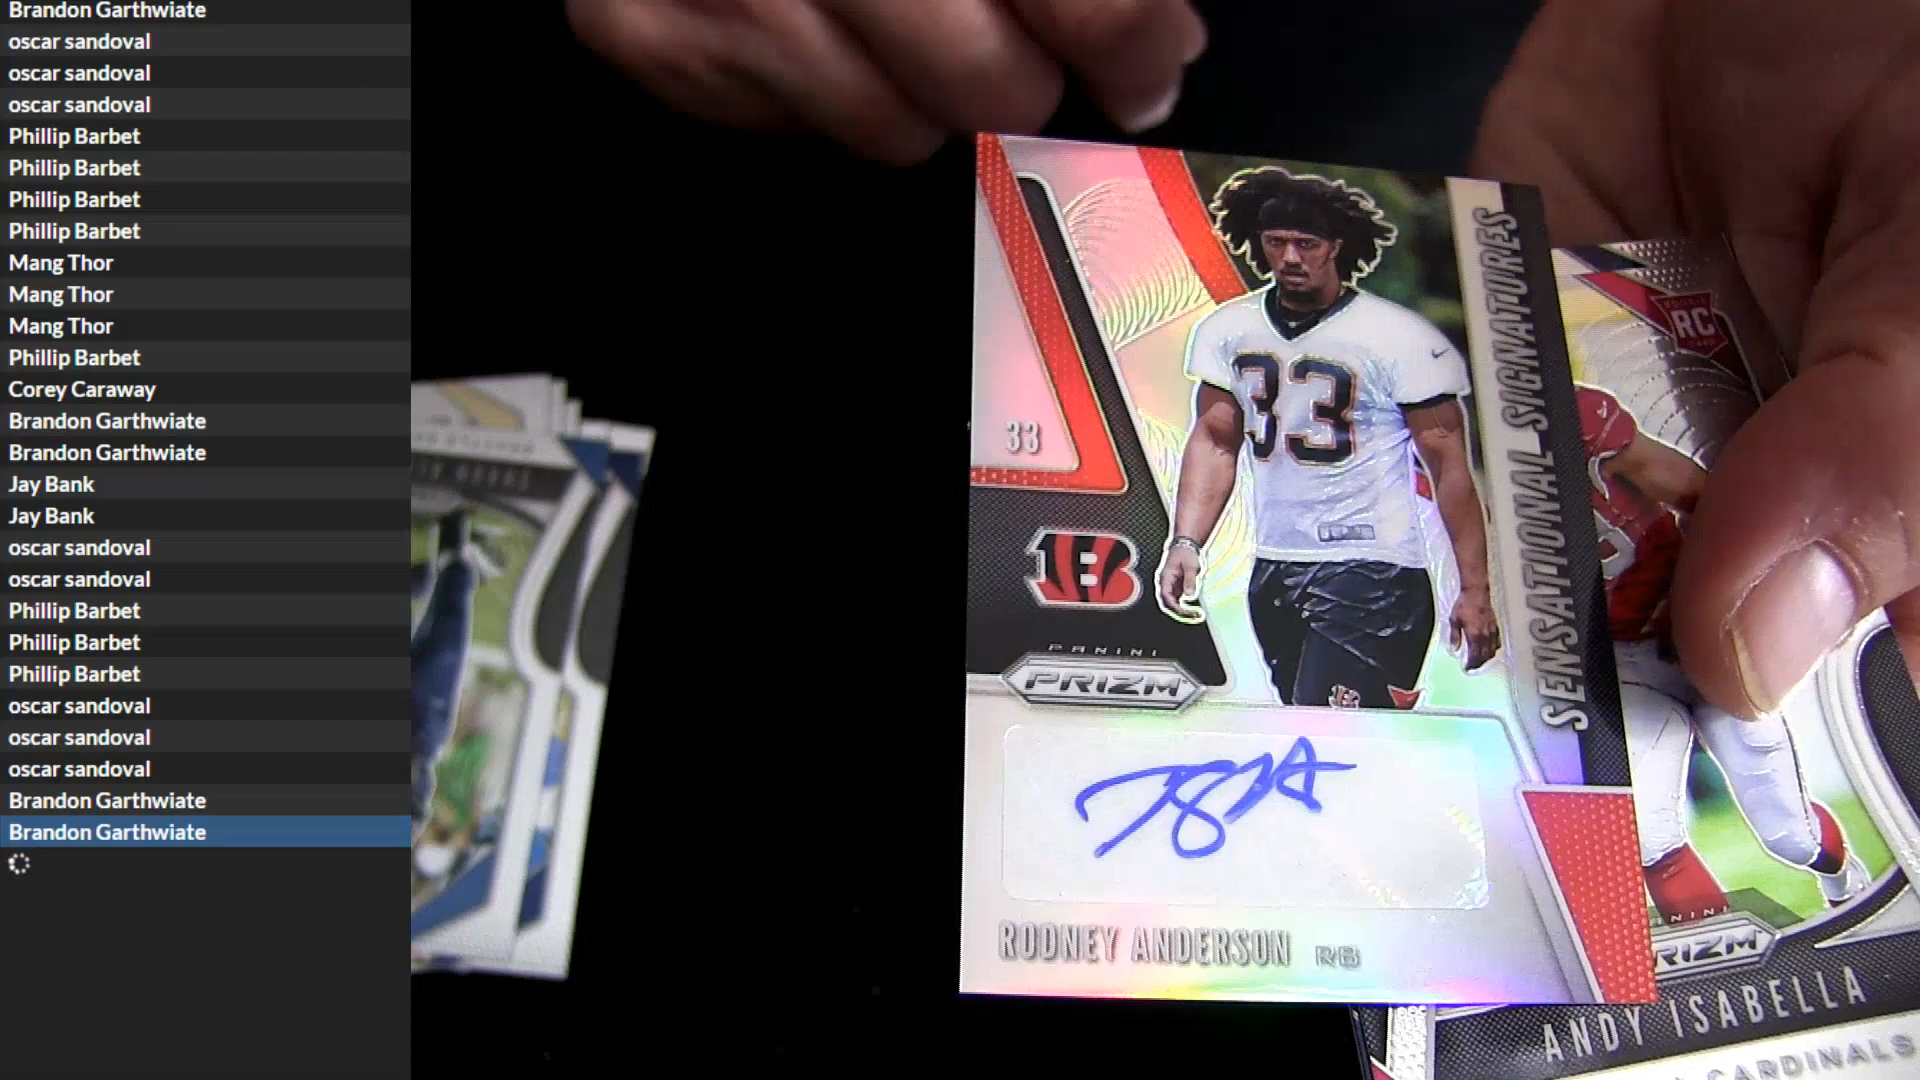 Brandon Garthwiate
oscar sandoval
oscar sandoval
oscar sandoval
Phillip Barbet
Phillip Barbet
Phillip Barbet
Phillip Barbet
Mang Thor
Mang Thor
Mang Thor
Phillip Barbet
Corey Caraway
Brandon Garthwiate
Brandon Garthwiate
Jay Bank
Jay Bank
oscar sandoval
oscar sandoval
Phillip Barbet
Phillip Barbet
Phillip Barbet
oscar sandoval
oscar sandoval
oscar sandoval
Brandon Garthwiate
Brandon Garthwiate
33
33
B
PANINI
PRIZM
SENSATIONAL SIGNATURES
RODNEY ANDERSON RB
RC
ANDY ISABELLA
CARDINALS